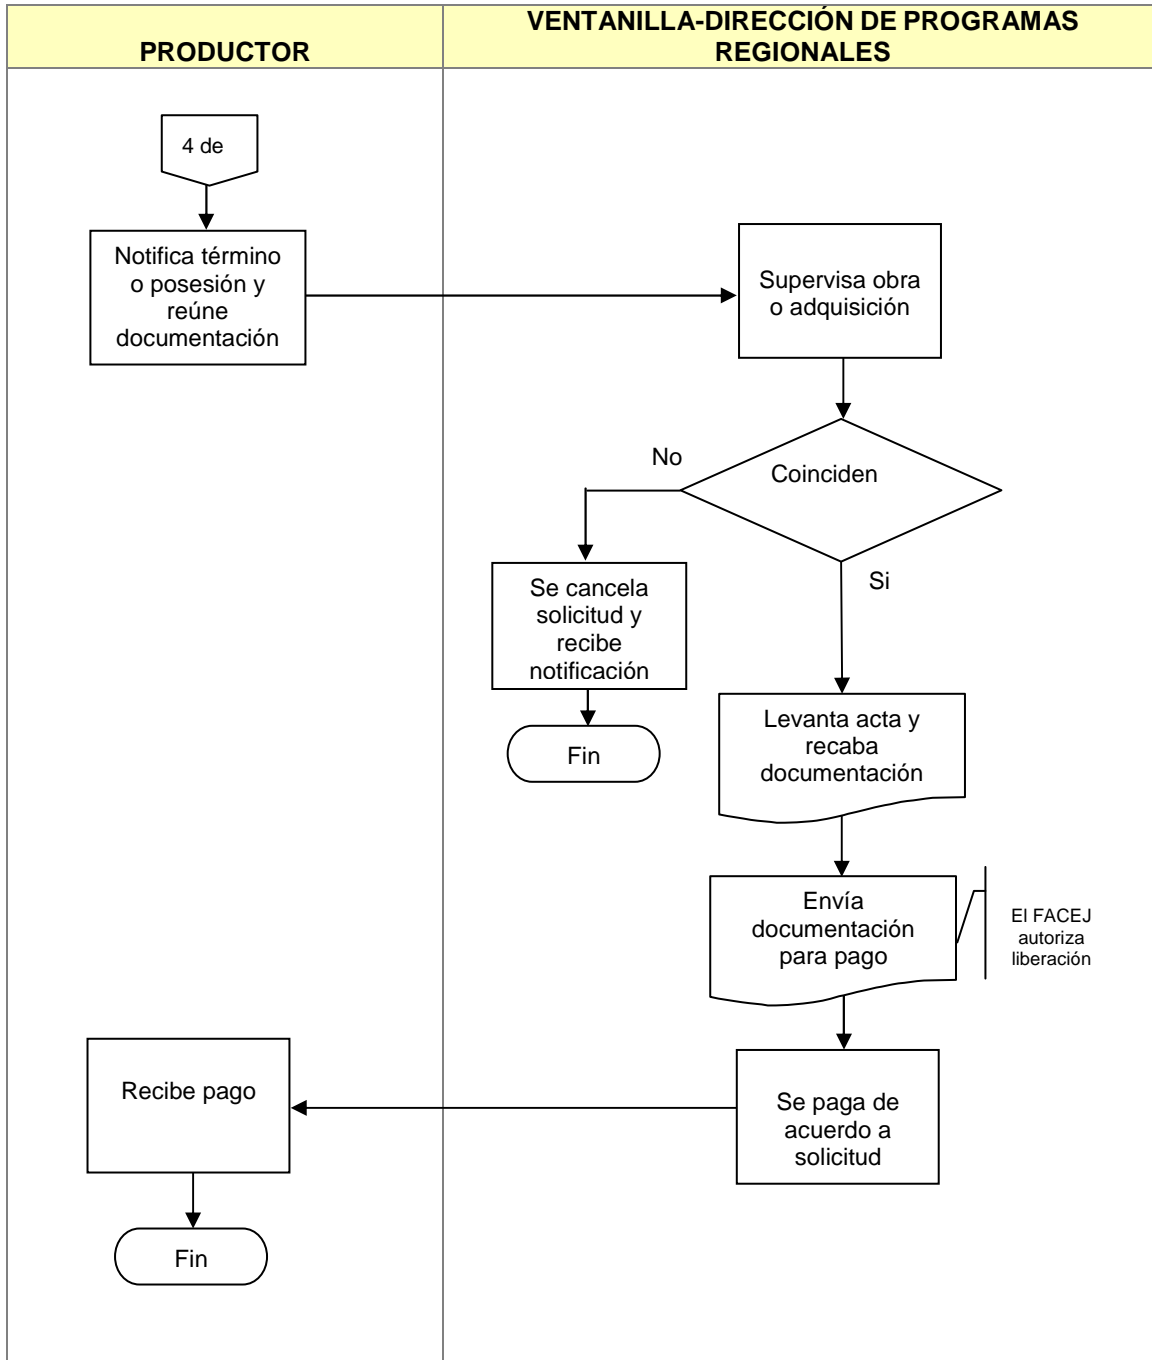 PRODUCTOR
VENTANILLA-DIRECCIÓN DE PROGRAMAS
REGIONALES
4 de
Notifica término
o posesión y
reúne
documentación
Supervisa obra
o adquisición
Coinciden
No
Si
Se cancela
solicitud y
recibe
notificación
Fin
Levanta acta y
recaba
documentación
Envía
documentación
para pago
El FACEJ
autoriza
liberación
Se paga de
acuerdo a
solicitud
Recibe pago
Fin